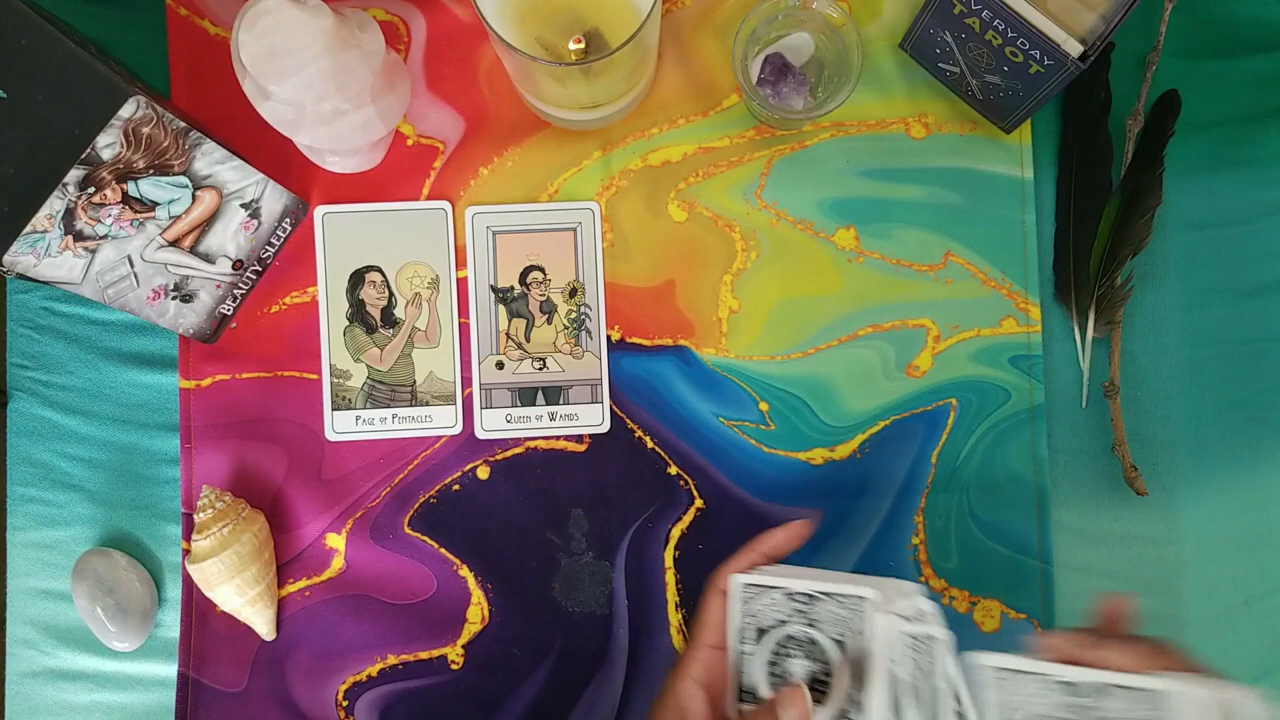 EVERYDAY
TAROT
BEAUTY SLEEP
PAGE OF PENTACLES
QUEEN OF WANDS